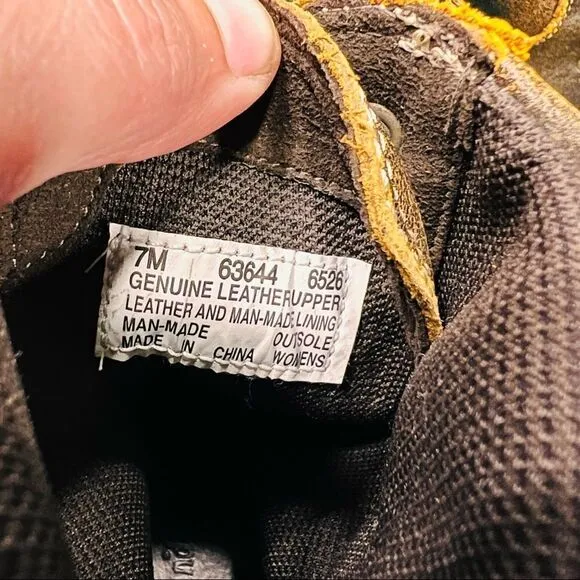 7M 63644 6526
GENUINE LEATHER UPPER
LEATHER AND MAN-MADE LINING
MAN-MADE OUTSOLE
MADE IN CHINA WOMENS